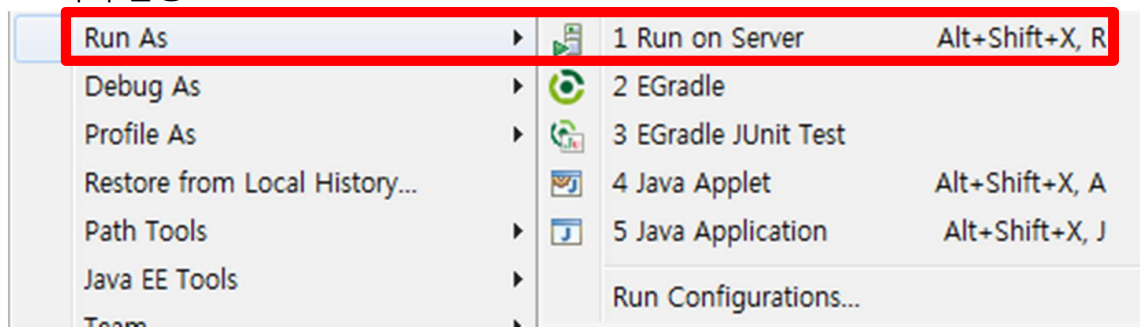 Run As
1 Run on Server Alt+Shift+X, R
Debug As
2 EGradle
Profile As
3 EGradle JUnit Test
Restore from Local History...
4 Java Applet Alt+Shift+X, A
Path Tools
5 Java Application Alt+Shift+X, J
Java EE Tools
Run Configurations...
Team